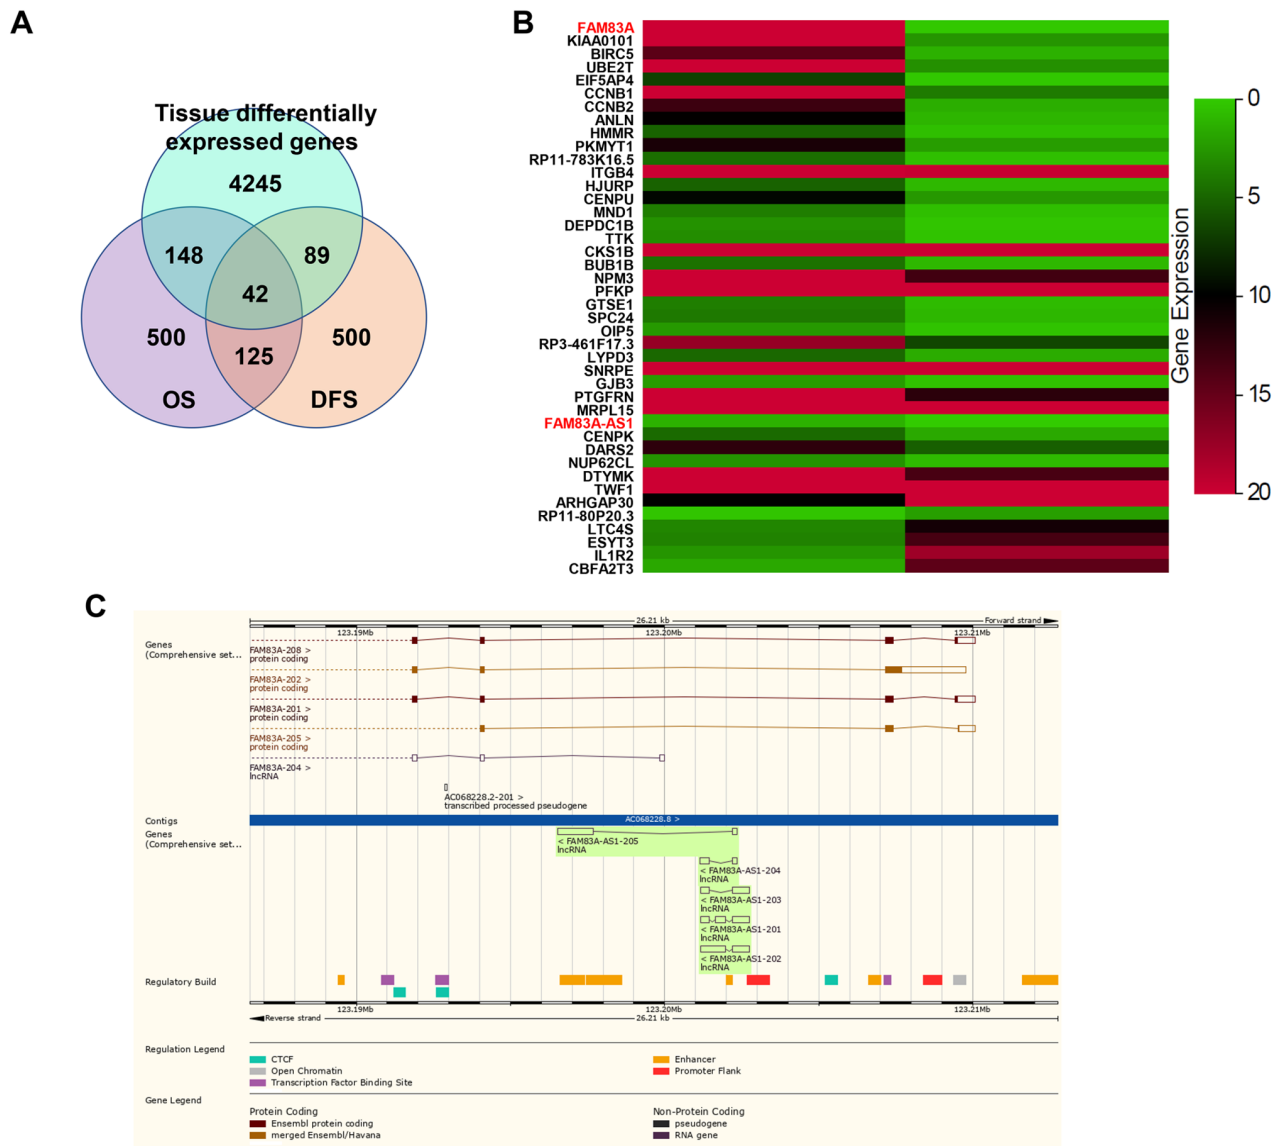 A
Tissue differentially
expressed genes
4245
148
89
42
500
125
500
OS
DFS
B
FAM83A
KIAA0101
BIRC5
UBE2T
EIF5AP4
CCNB1
CCNB2
ANLN
HMMR
PKMYT1
RP11-783K16.5
ITGB4
HJURP
CENPU
MND1
DEPDC1B
TTK
CKS1B
BUB1B
NPM3
PFKP
GTSE1
SPC24
OIP5
RP3-461F17.3
LYPD3
SNRPE
GJB3
PTGFRN
MRPL15
FAM83A-AS1
CENPK
DARS2
NUP62CL
DTYMK
TWF1
ARHGAP30
RP11-80P20.3
LTC4S
ESYT3
IL1R2
CBFA2T3
0
5
10
15
20
Gene Expression
C
26.21 kb
Forward strand
123.19Mb
123.20Mb
123.21Mb
Genes
(Comprehensive set...
FAM83A-208 >
protein coding
FAM83A-202 >
protein coding
FAM83A-201 >
protein coding
FAM83A-205 >
protein coding
FAM83A-204 >
lncRNA
AC068228.2-201 >
transcribed processed pseudogene
Contigs
AC068228.8 >
Genes
(Comprehensive set...
< FAM83A-AS1-205
lncRNA
< FAM83A-AS1-204
lncRNA
< FAM83A-AS1-203
lncRNA
< FAM83A-AS1-201
lncRNA
< FAM83A-AS1-202
lncRNA
Regulatory Build
123.19Mb
123.20Mb
123.21Mb
Reverse strand
26.21 kb
Regulation Legend
CTCF
Enhancer
Open Chromatin
Promoter Flank
Transcription Factor Binding Site
Gene Legend
Protein Coding
Non-Protein Coding
Ensembl protein coding
pseudogene
merged Ensembl/Havana
RNA gene